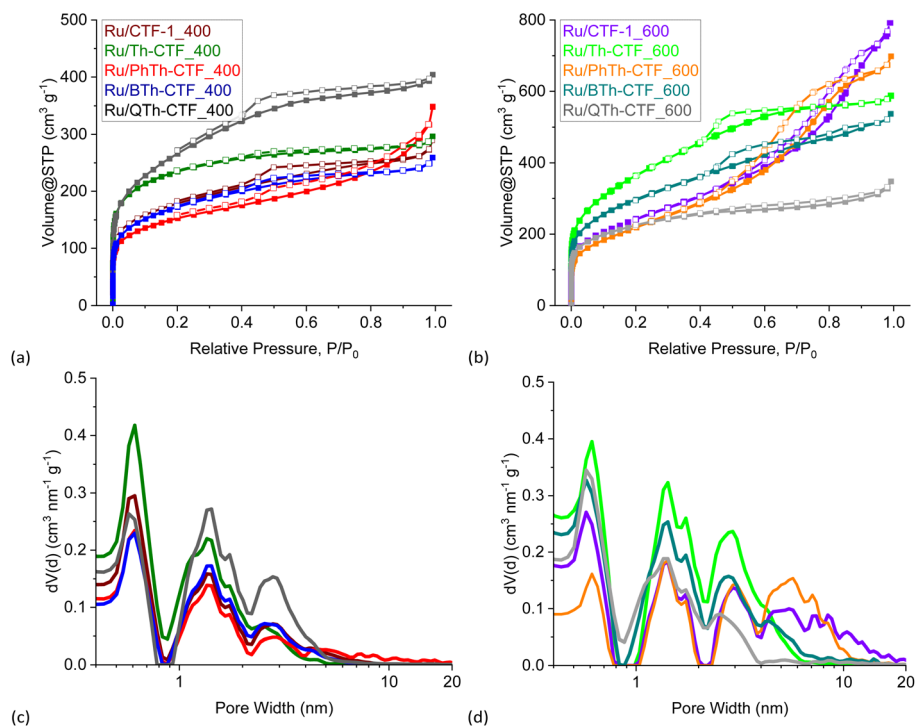 (a)
Volume@STP (cm³ g⁻¹)
500
400
300
200
100
0
Ru/CTF-1_400
Ru/Th-CTF_400
Ru/PhTh-CTF_400
Ru/BTh-CTF_400
Ru/QTh-CTF_400
0.0 0.2 0.4 0.6 0.8 1.0
Relative Pressure, P/P₀
(b)
Volume@STP (cm³ g⁻¹)
800
600
400
200
0
Ru/CTF-1_600
Ru/Th-CTF_600
Ru/PhTh-CTF_600
Ru/BTh-CTF_600
Ru/QTh-CTF_600
0.0 0.2 0.4 0.6 0.8 1.0
Relative Pressure, P/P₀
(c)
dV(d) (cm³ nm⁻¹ g⁻¹)
0.5
0.4
0.3
0.2
0.1
0.0
1 10 20
Pore Width (nm)
(d)
dV(d) (cm³ nm⁻¹ g⁻¹)
0.5
0.4
0.3
0.2
0.1
0.0
1 10 20
Pore Width (nm)